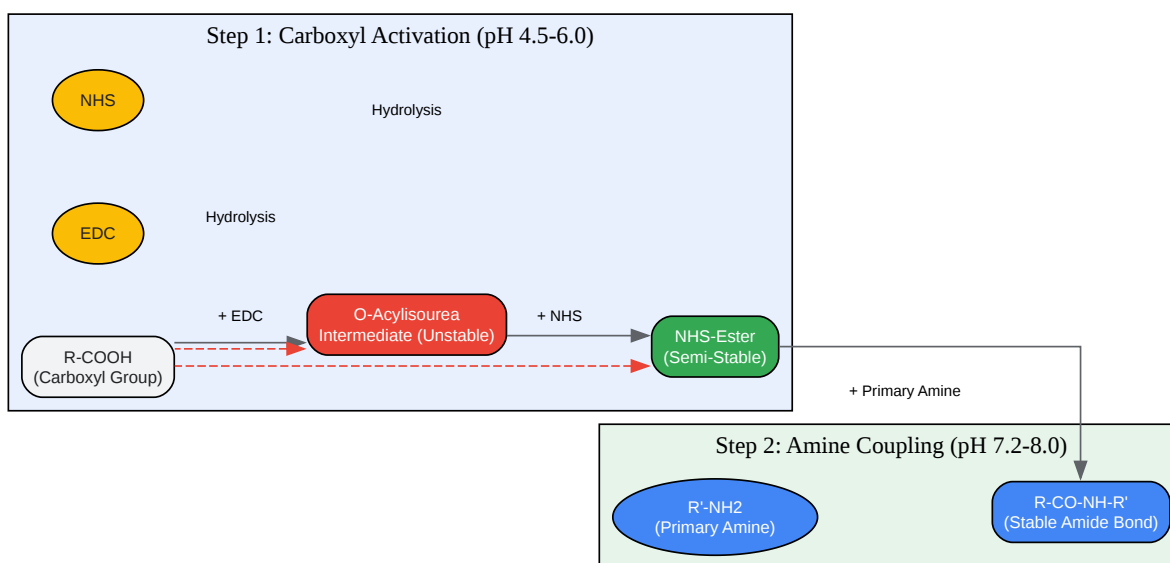 Step 1: Carboxyl Activation (pH 4.5-6.0)
NHS
Hydrolysis
EDC
Hydrolysis
+ EDC
O-Acylisourea
Intermediate (Unstable)
+ NHS
NHS-Ester
(Semi-Stable)
R-COOH
(Carboxyl Group)
+ Primary Amine
Step 2: Amine Coupling (pH 7.2-8.0)
R'-NH2
(Primary Amine)
R-CO-NH-R'
(Stable Amide Bond)